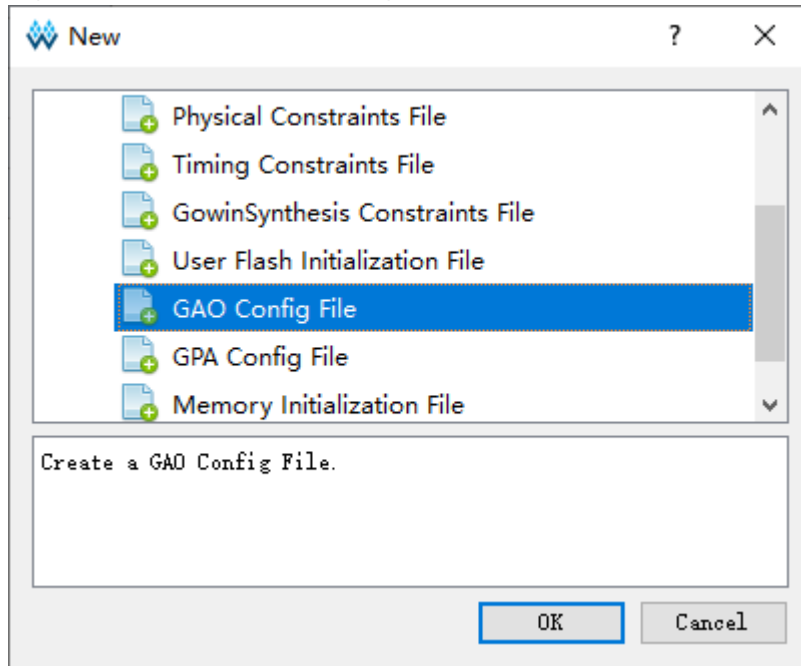 New
?
Physical Constraints File
Timing Constraints File
GowinSynthesis Constraints File
User Flash Initialization File
GAO Config File
GPA Config File
Memory Initialization File
Create a GAO Config File.
OK
Cancel